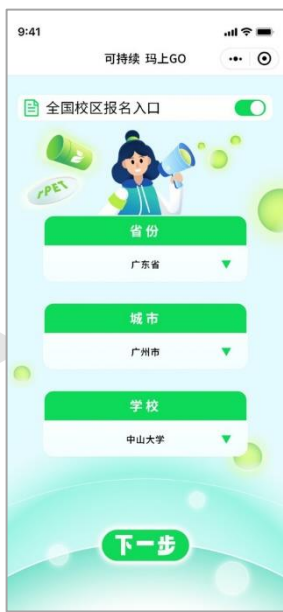 9:41
可持续 玛上GO
全国校区报名入口
rPET
省份
广东省
城市
广州市
学校
中山大学
下一步